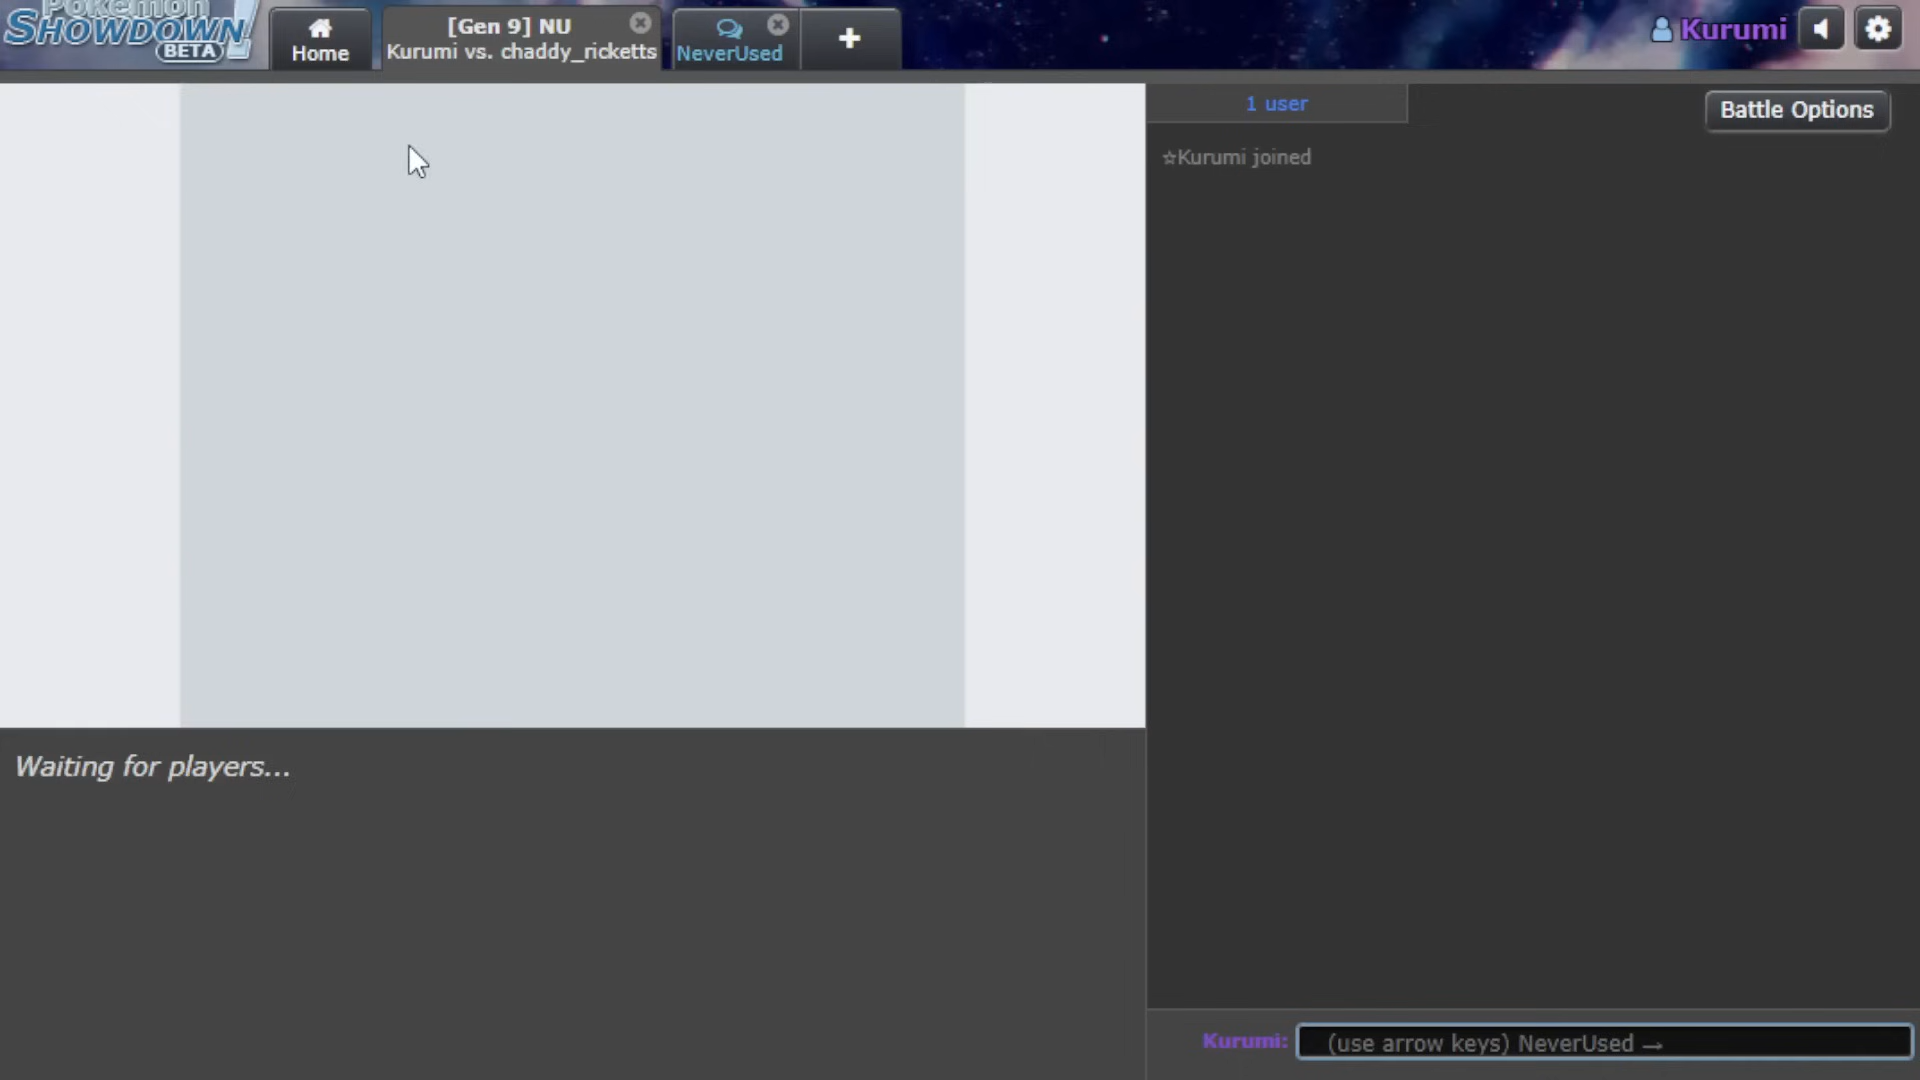 Pokémon
SHOWDOWN!
BETA
Home
[Gen 9] NU
Kurumi vs. chaddy_ricketts
NeverUsed
Kurumi
1 user
Battle Options
☆Kurumi joined
Waiting for players...
Kurumi:
(use arrow keys) NeverUsed →